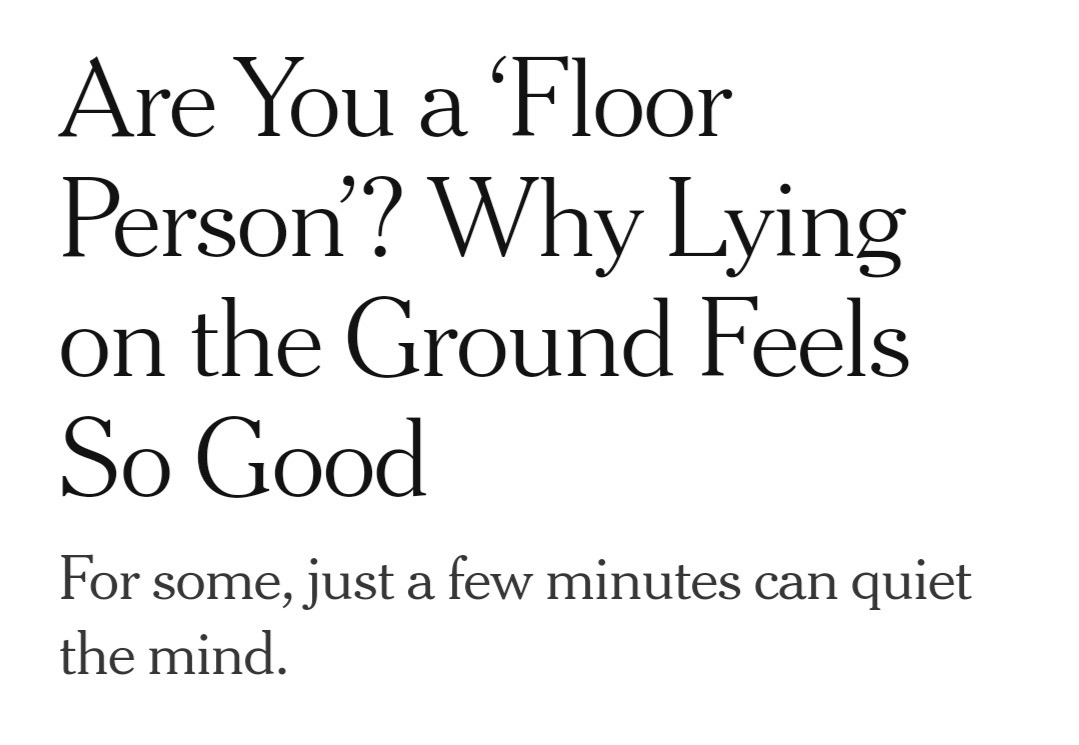 Are You a ‘Floor
Person’? Why Lying
on the Ground Feels
So Good
For some, just a few minutes can quiet
the mind.